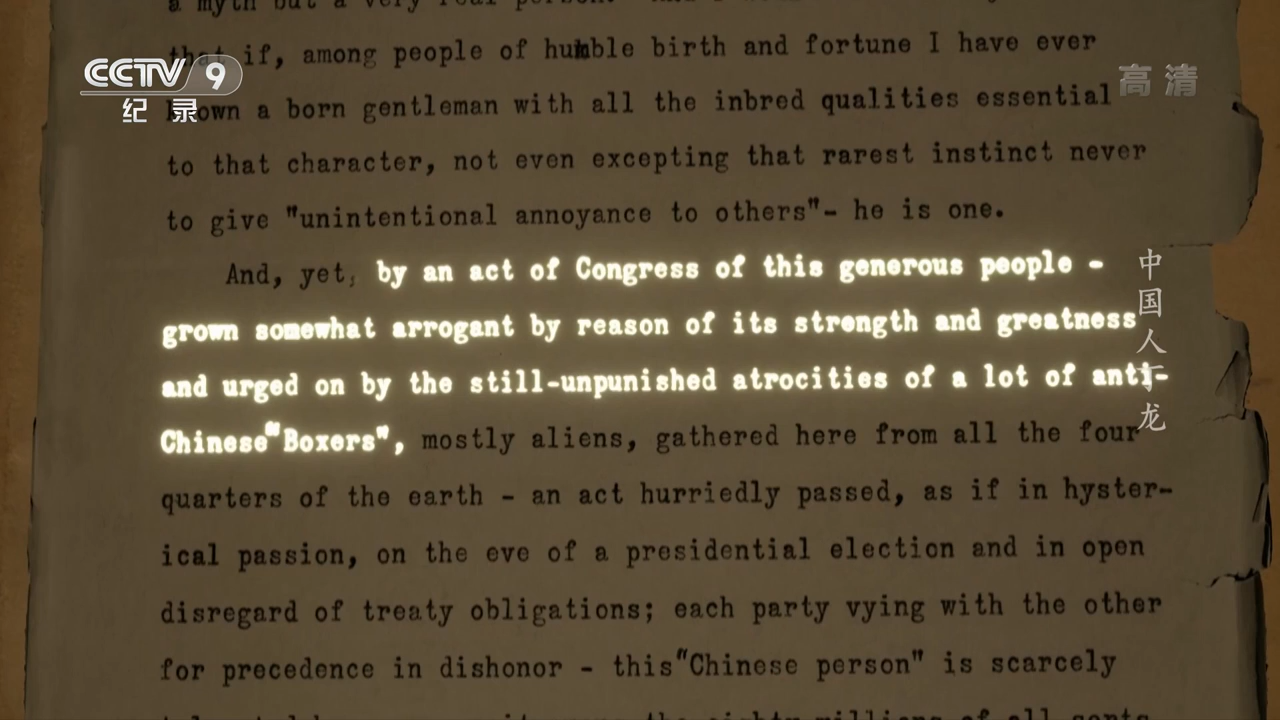 a myth but a very real person.
that if, among people of humble birth and fortune I have ever
known a born gentleman with all the inbred qualities essential
to that character, not even excepting that rarest instinct never
to give "unintentional annoyance to others"- he is one.
And, yet, by an act of Congress of this generous people -
grown somewhat arrogant by reason of its strength and greatness
and urged on by the still-unpunished atrocities of a lot of anti-
Chinese "Boxers", mostly aliens, gathered here from all the four
quarters of the earth - an act hurriedly passed, as if in hyster-
ical passion, on the eve of a presidential election and in open
disregard of treaty obligations; each party vying with the other
for precedence in dishonor - this "Chinese person" is scarcely
CCTV 9
纪录
高清
中国人丁龙